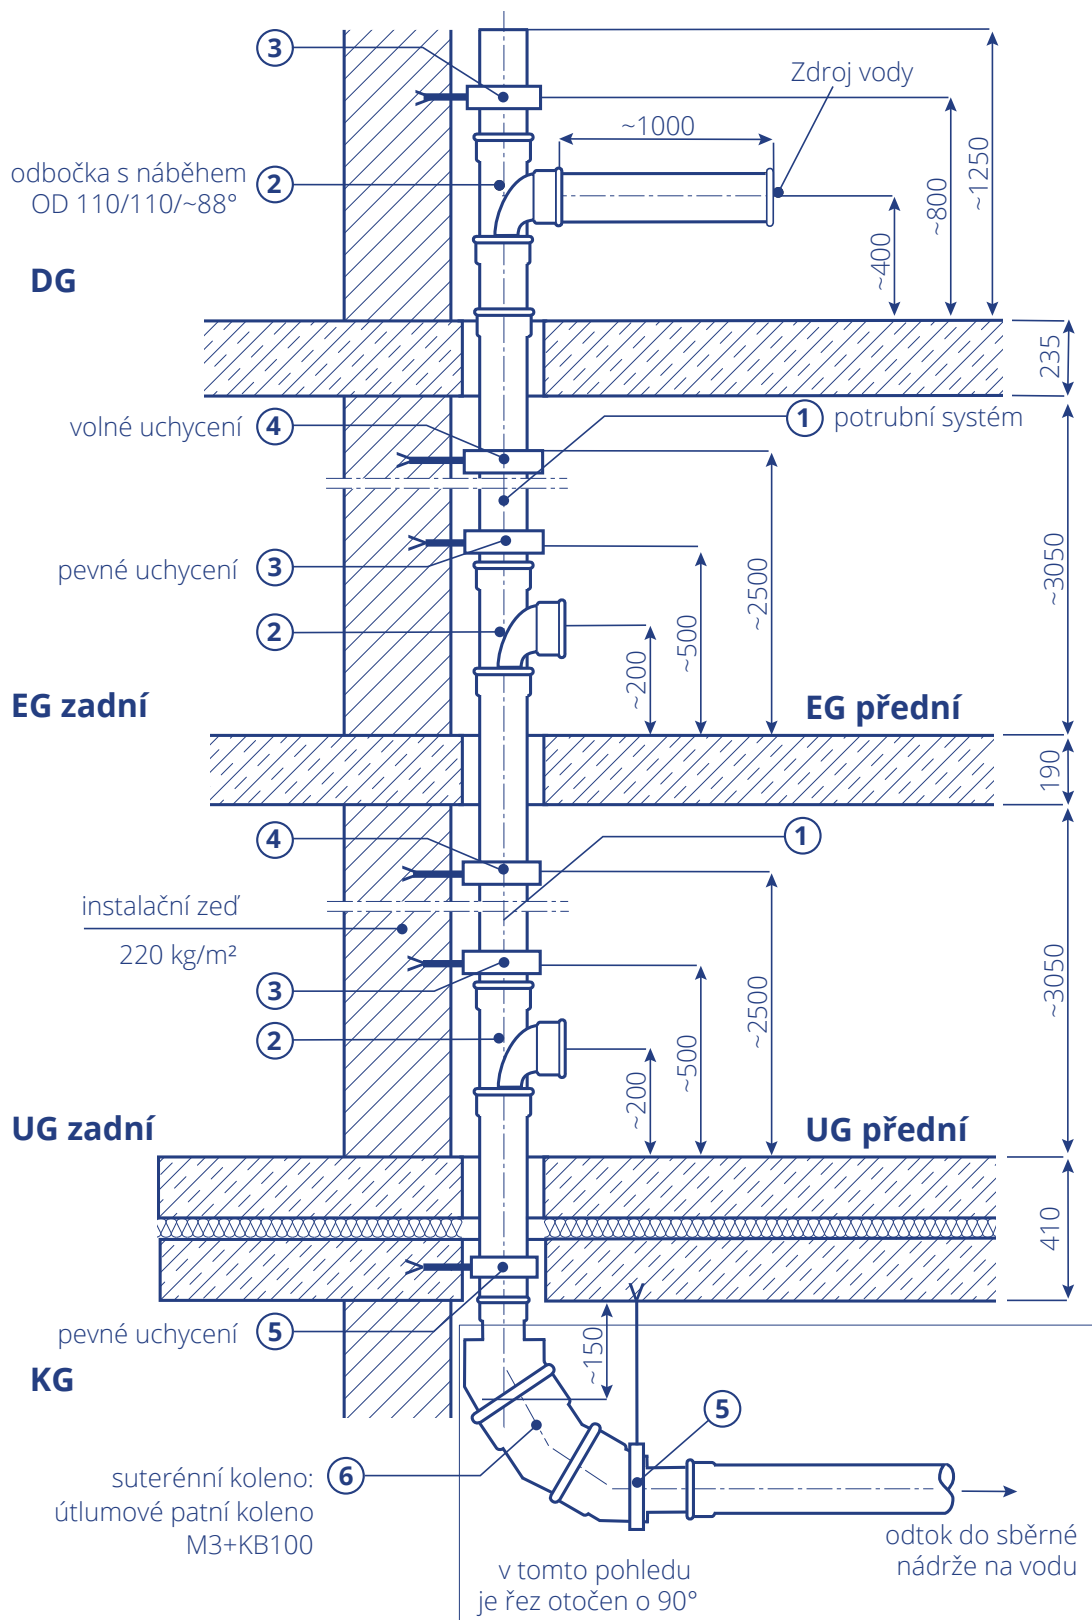 3
Zdroj vody
~1000
odbočka s náběhem
OD 110/110/~88°
2
~400
~800
~1250
DG
235
volné uchycení
4
1
potrubní systém
pevné uchycení
3
2
~200
~500
~2500
~3050
EG zadní
EG přední
190
4
1
instalační zeď
220 kg/m²
3
2
~200
~500
~2500
~3050
UG zadní
UG přední
410
pevné uchycení
5
~150
KG
5
suterénní koleno:
útlumové patní koleno
M3+KB100
6
odtok do sběrné
nádrže na vodu
v tomto pohledu
je řez otočen o 90°